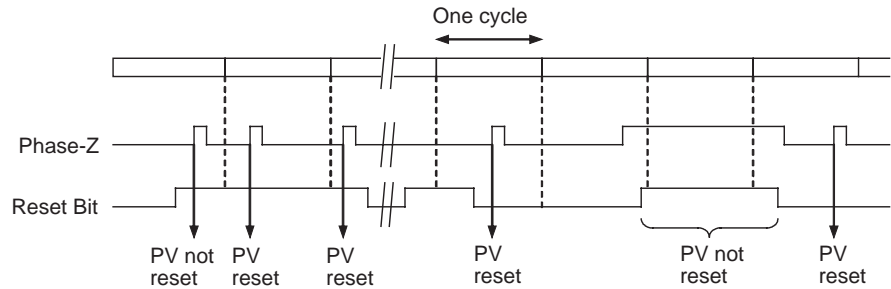 One cycle
Phase-Z
Reset Bit
PV not
reset
PV
reset
PV
reset
PV
reset
PV not
reset
PV
reset